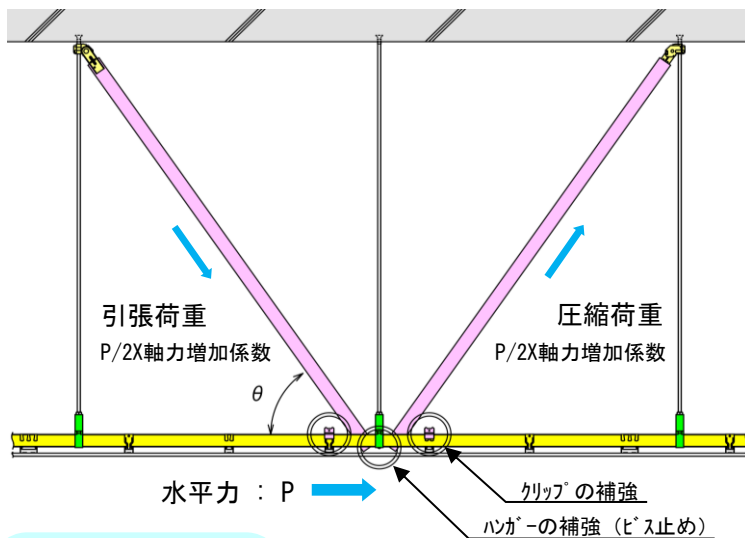 引張荷重
P/2X軸力増加係数
圧縮荷重
P/2X軸力増加係数
θ
水平力 : P
ｸﾘｯﾌﾟの補強
ﾊﾝｶﾞｰの補強（ﾋﾞｽ止め）